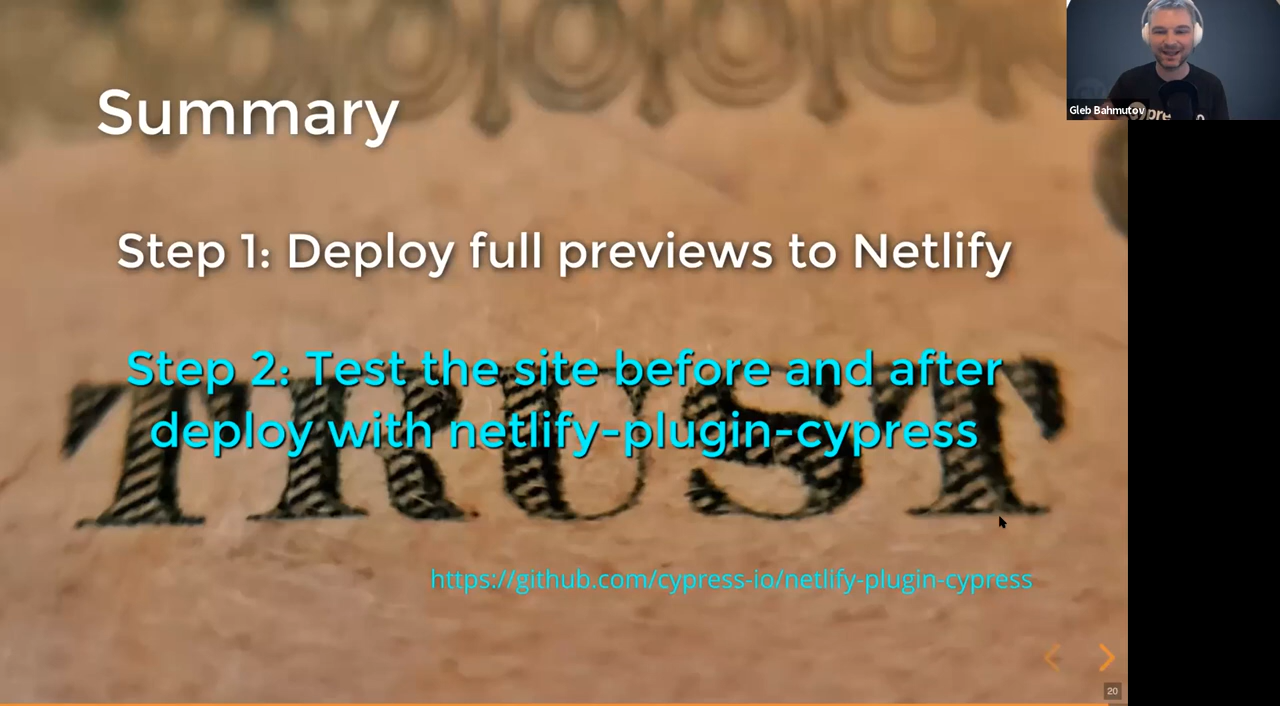 Summary
Gleb Bahmutov
Step 1: Deploy full previews to Netlify
Step 2: Test the site before and after
deploy with netlify-plugin-cypress
TRUST
https://github.com/cypress-io/netlify-plugin-cypress
20